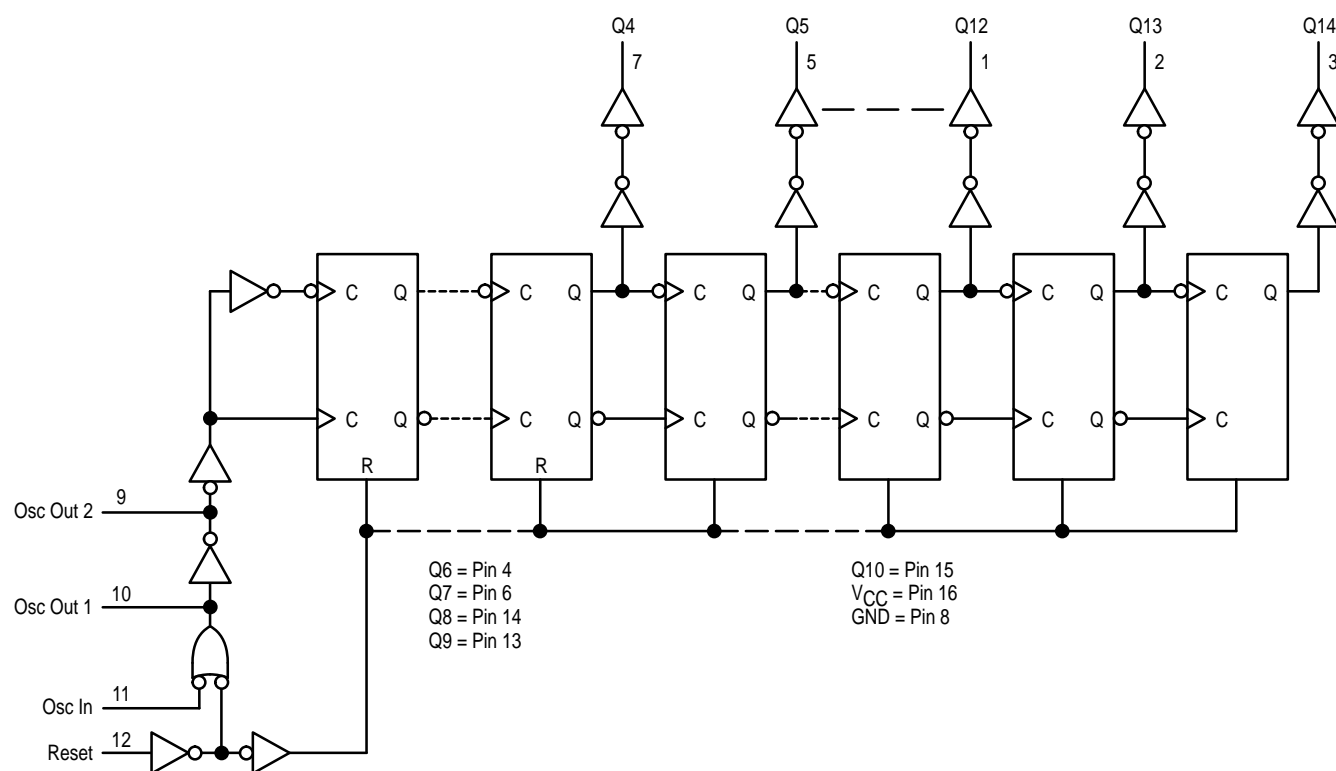 Q4 Q5 Q12 Q13 Q14
7 5 1 2 3
C Q C Q C Q C Q C Q C Q
C Q C Q C Q C Q C Q C Q
R R
Osc Out 2 9
Osc Out 1 10
Osc In 11
Reset 12
Q6 = Pin 4
Q7 = Pin 6
Q8 = Pin 14
Q9 = Pin 13
Q10 = Pin 15
VCC = Pin 16
GND = Pin 8